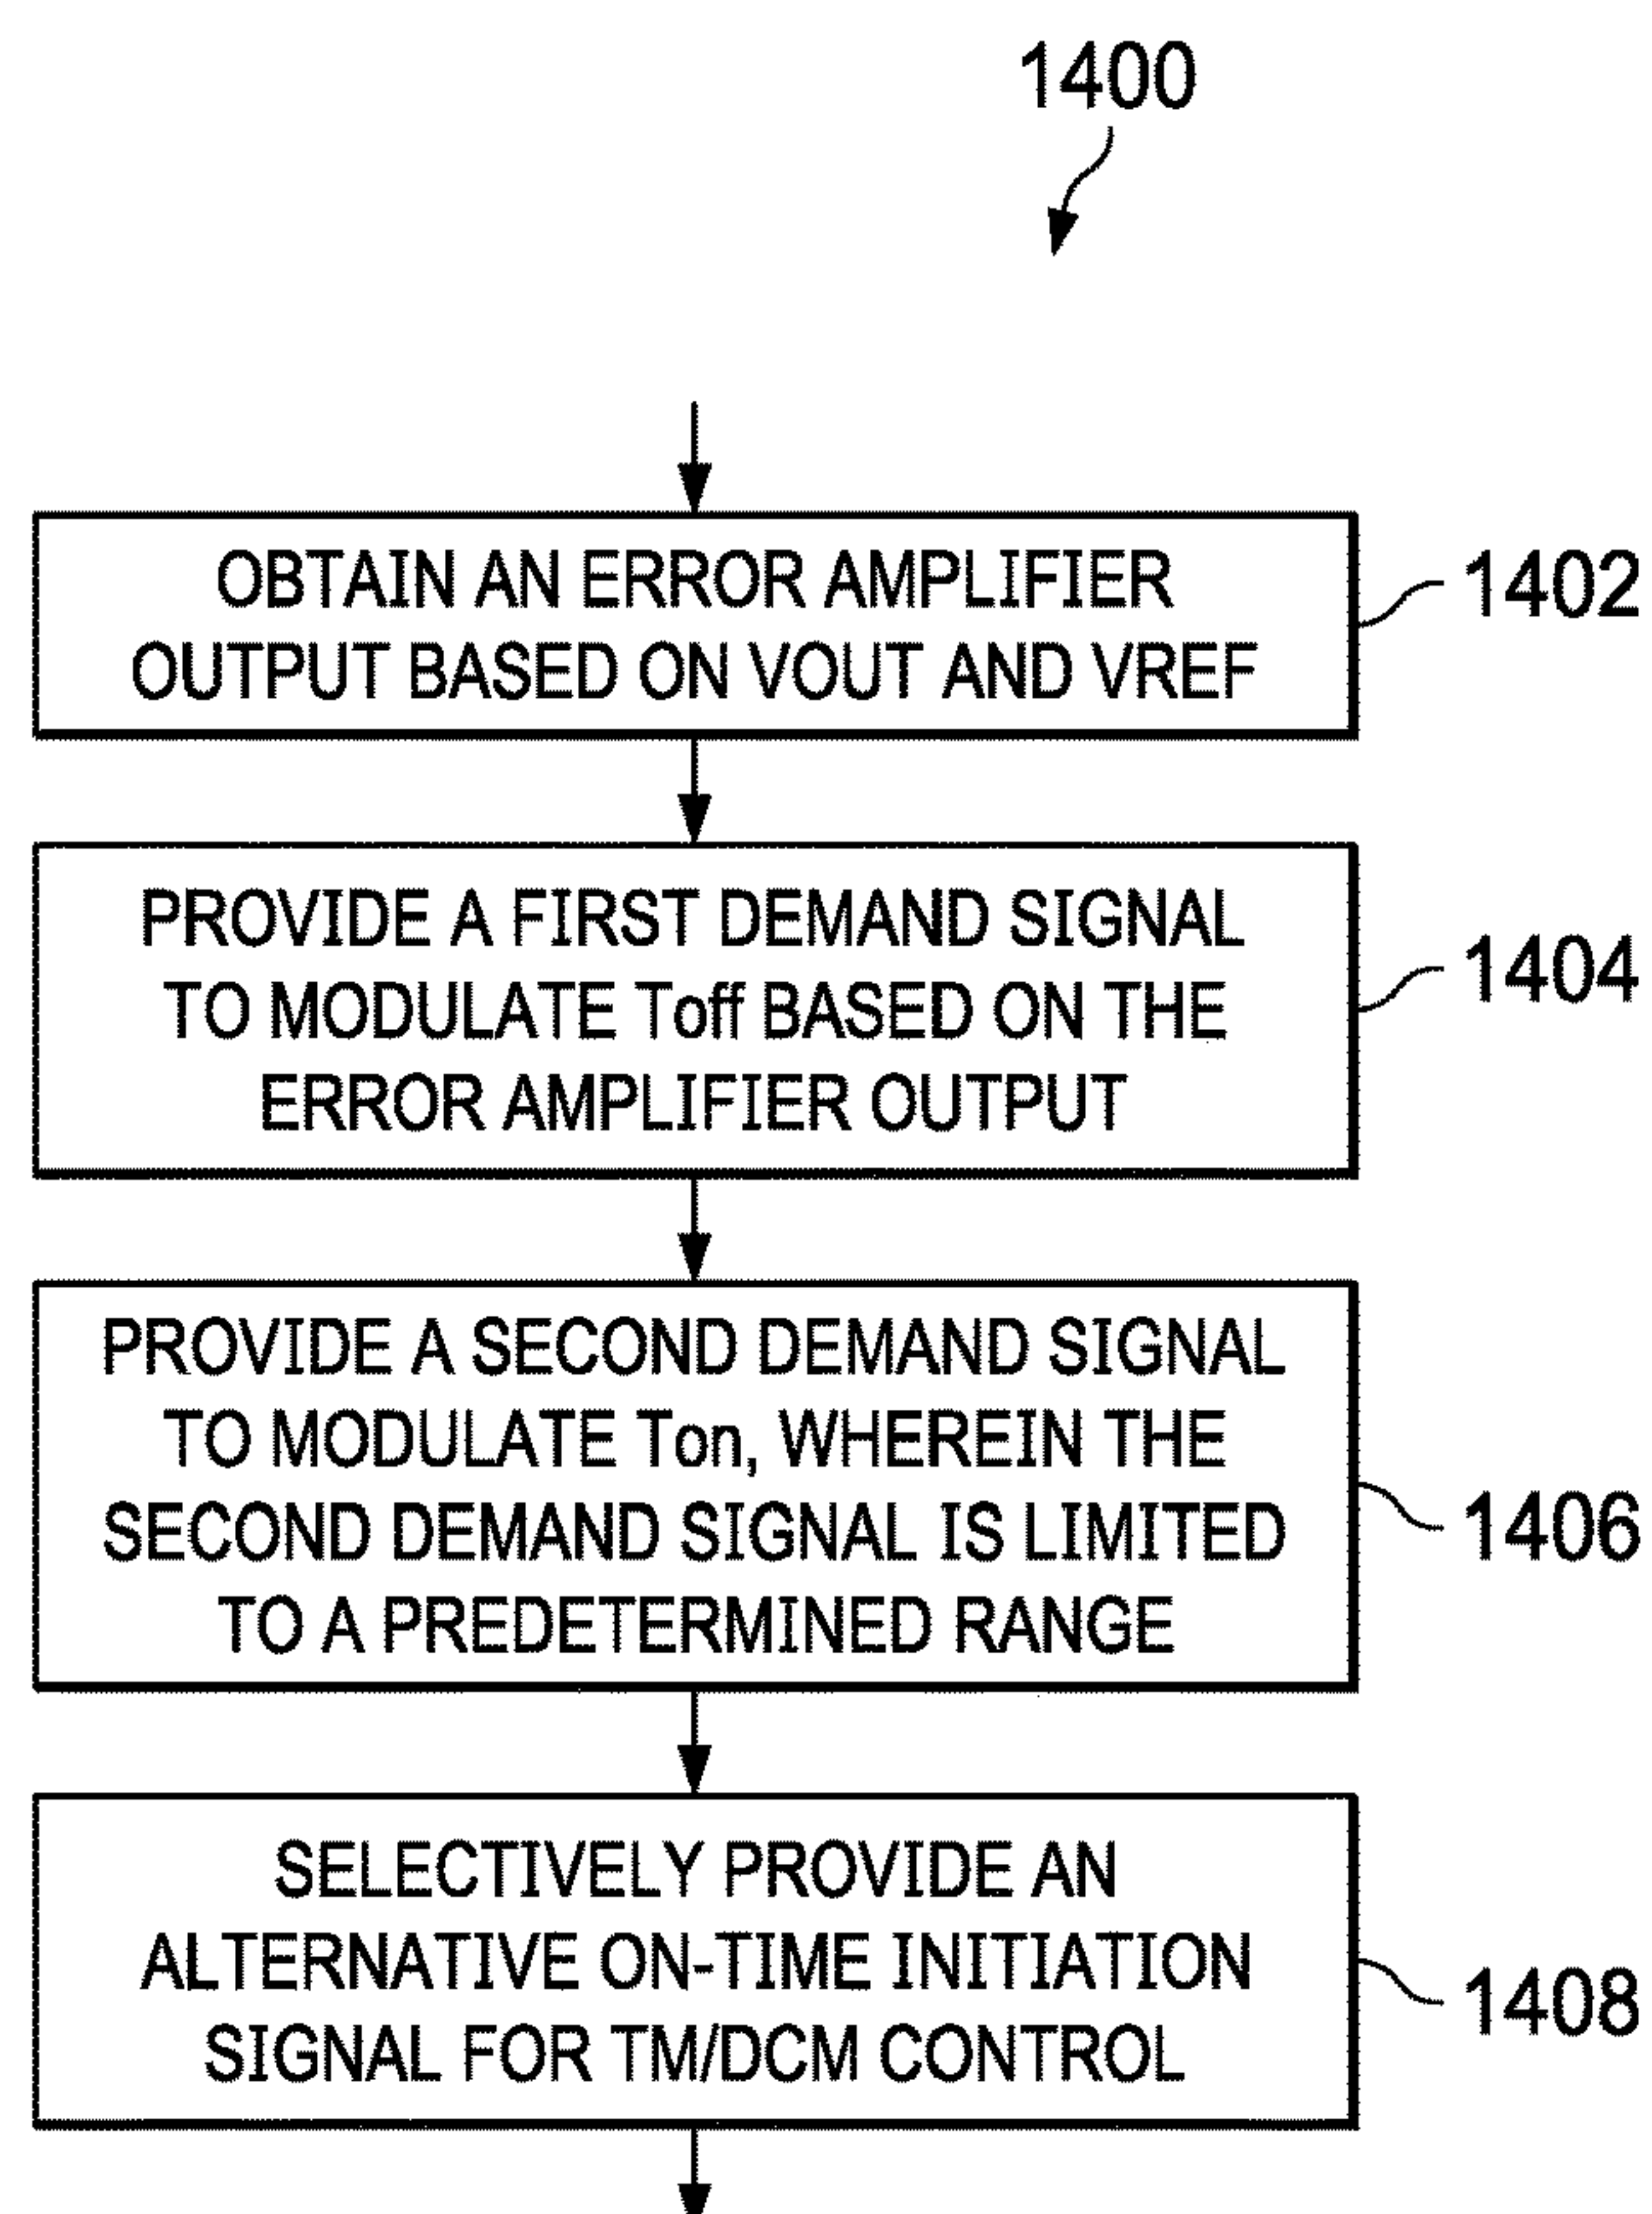 1400
OBTAIN AN ERROR AMPLIFIER
OUTPUT BASED ON VOUT AND VREF
1402
PROVIDE A FIRST DEMAND SIGNAL
TO MODULATE Toff BASED ON THE
ERROR AMPLIFIER OUTPUT
1404
PROVIDE A SECOND DEMAND SIGNAL
TO MODULATE Ton, WHEREIN THE
SECOND DEMAND SIGNAL IS LIMITED
TO A PREDETERMINED RANGE
1406
SELECTIVELY PROVIDE AN
ALTERNATIVE ON-TIME INITIATION
SIGNAL FOR TM/DCM CONTROL
1408